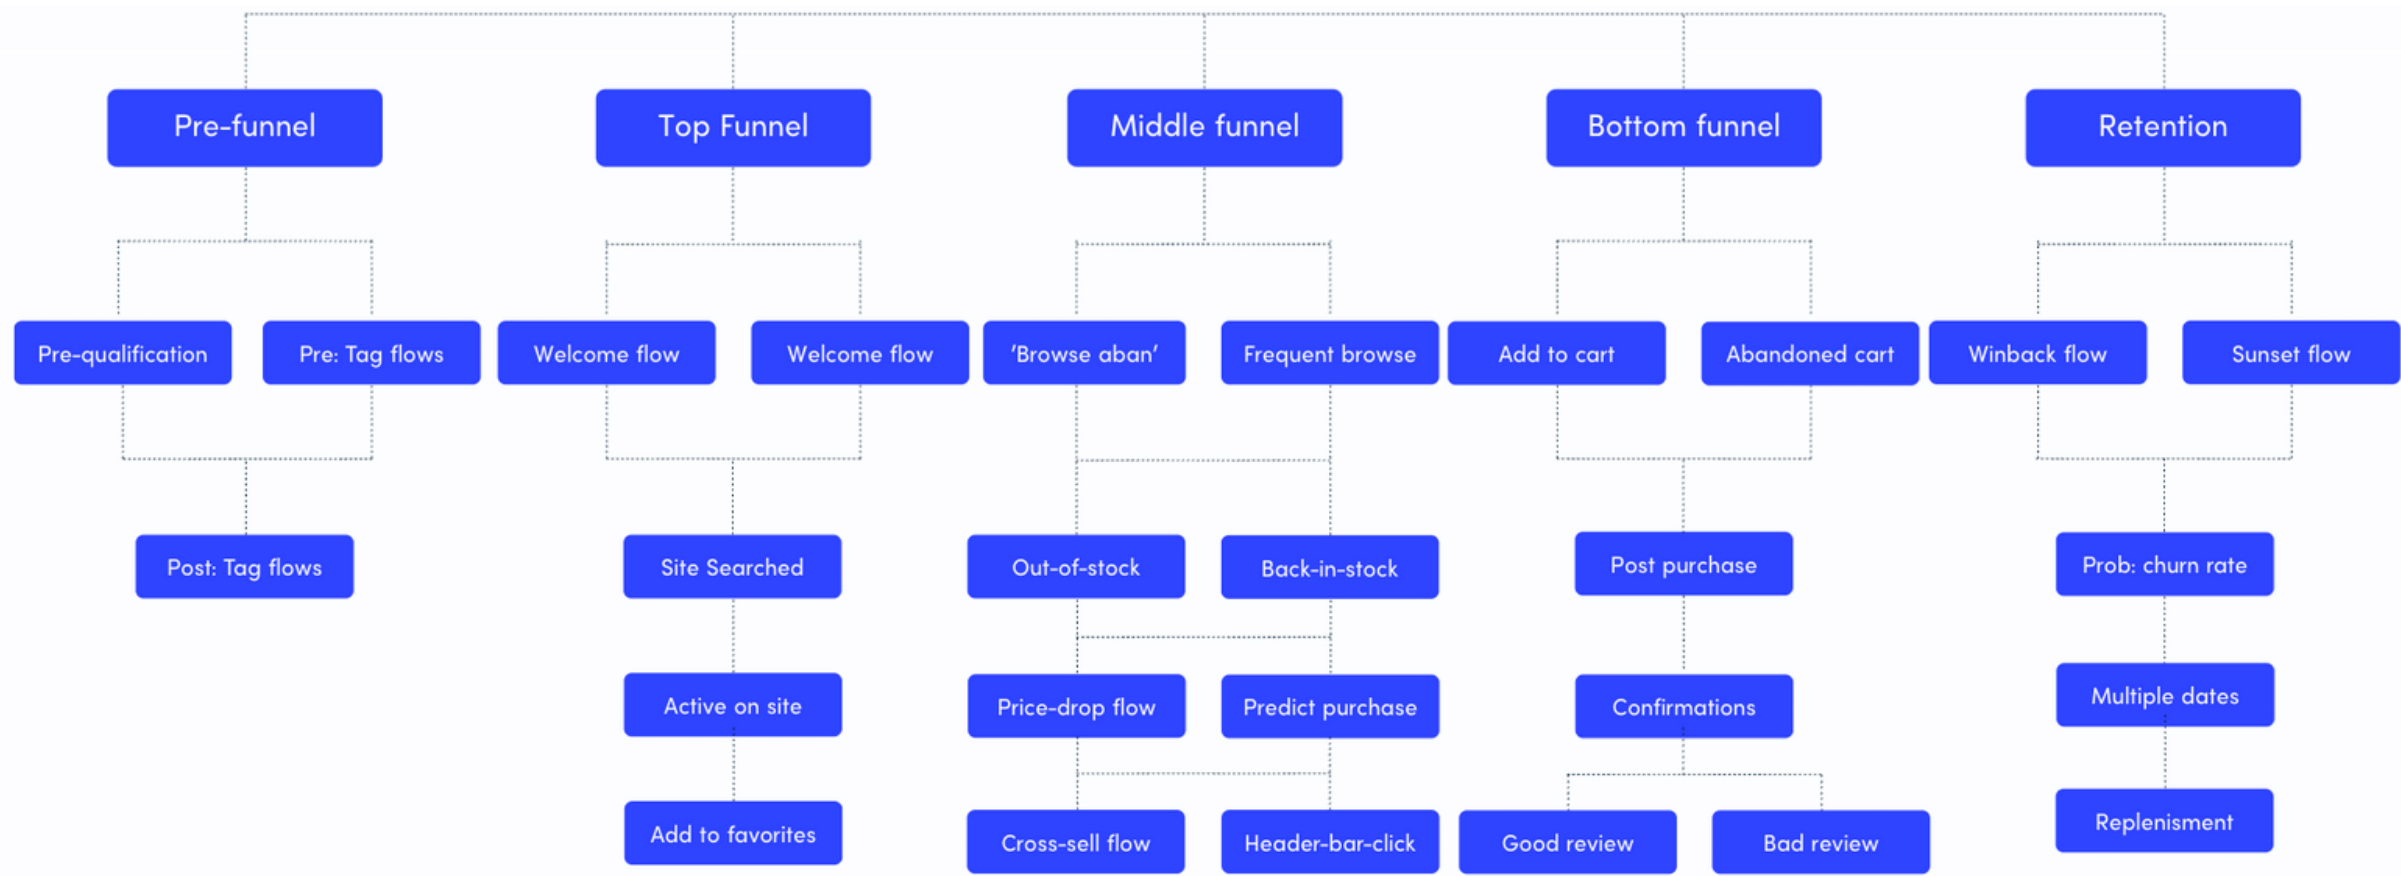 Pre-funnel
Top Funnel
Middle funnel
Bottom funnel
Retention
Pre-qualification
Pre: Tag flows
Welcome flow
Welcome flow
'Browse aban'
Frequent browse
Add to cart
Abandoned cart
Winback flow
Sunset flow
Post: Tag flows
Site Searched
Out-of-stock
Back-in-stock
Post purchase
Prob: churn rate
Active on site
Price-drop flow
Predict purchase
Confirmations
Multiple dates
Add to favorites
Cross-sell flow
Header-bar-click
Good review
Bad review
Replenisment